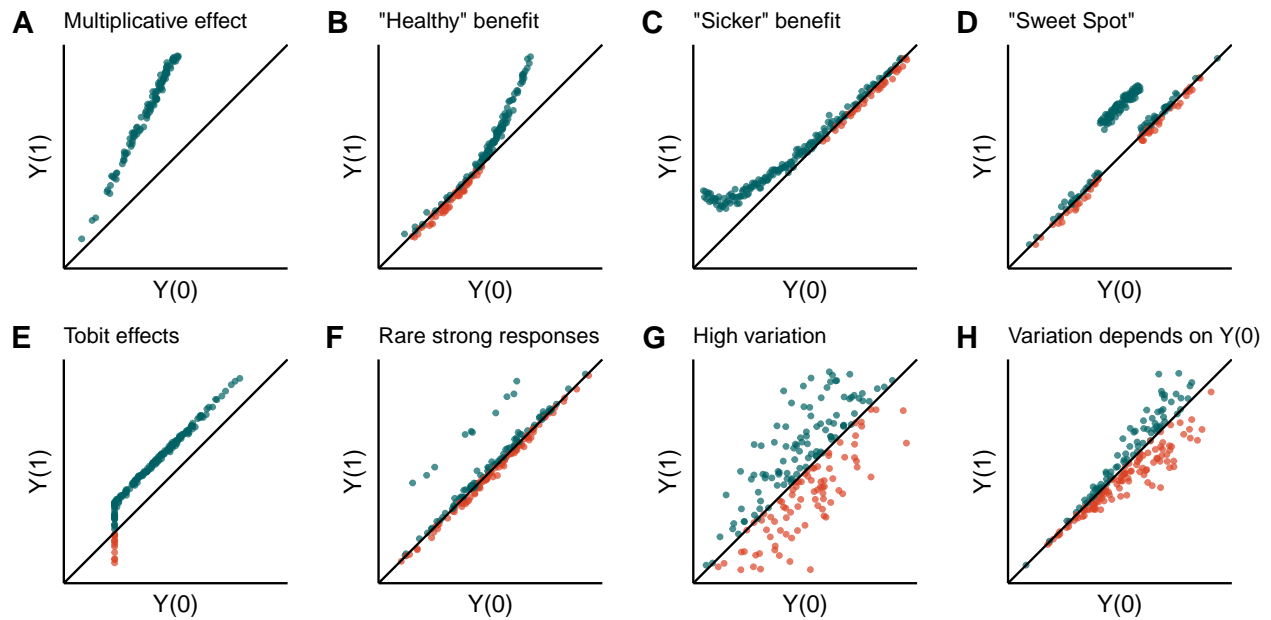 A Multiplicative effect
Y(1)
Y(0)
B "Healthy" benefit
Y(1)
Y(0)
C "Sicker" benefit
Y(1)
Y(0)
D "Sweet Spot"
Y(1)
Y(0)
E Tobit effects
Y(1)
Y(0)
F Rare strong responses
Y(1)
Y(0)
G High variation
Y(1)
Y(0)
H Variation depends on Y(0)
Y(1)
Y(0)